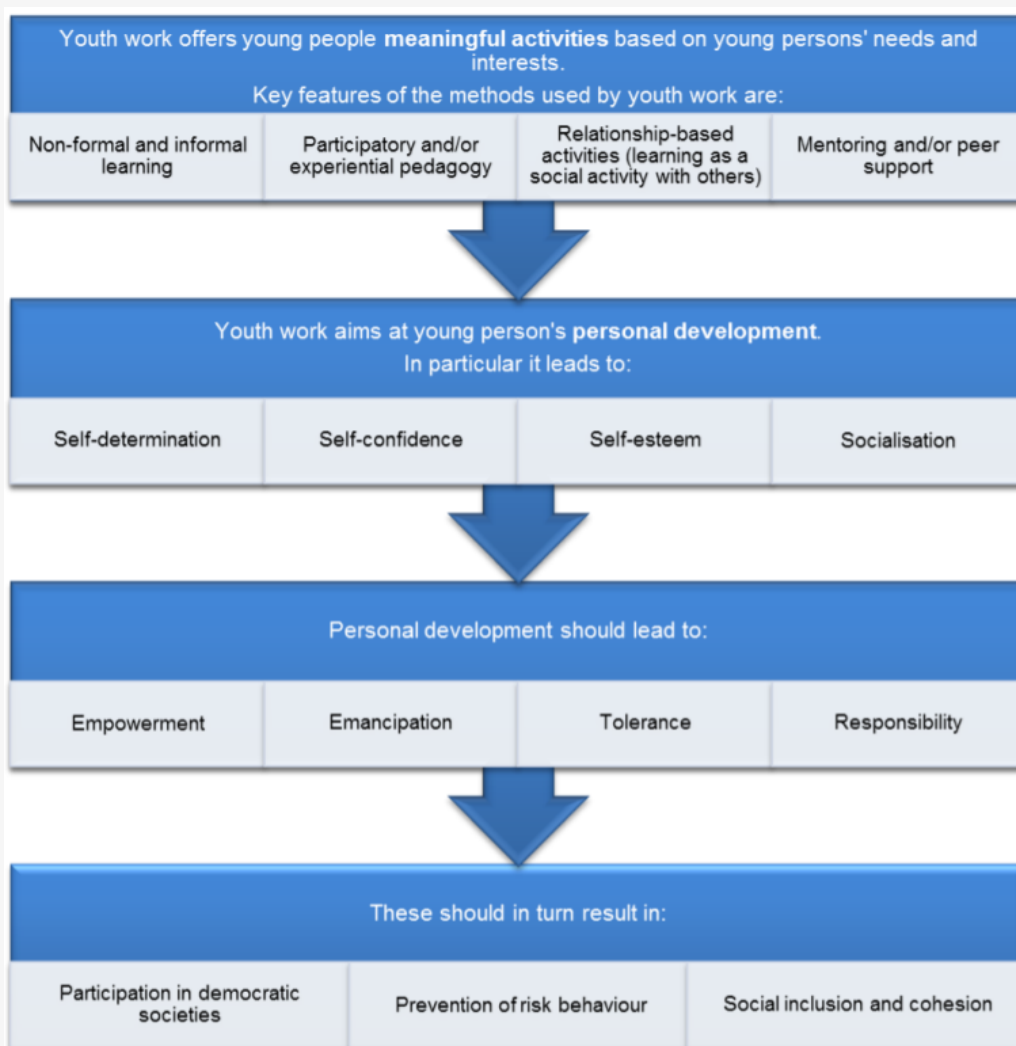 Youth work offers young people meaningful activities based on young persons' needs and
interests.
Key features of the methods used by youth work are:
Non-formal and informal
learning
Participatory and/or
experiential pedagogy
Relationship-based
activities (learning as a
social activity with others)
Mentoring and/or peer
support
Youth work aims at young person's personal development.
In particular it leads to:
Self-determination
Self-confidence
Self-esteem
Socialisation
Personal development should lead to:
Empowerment
Emancipation
Tolerance
Responsibility
These should in turn result in:
Participation in democratic
societies
Prevention of risk behaviour
Social inclusion and cohesion